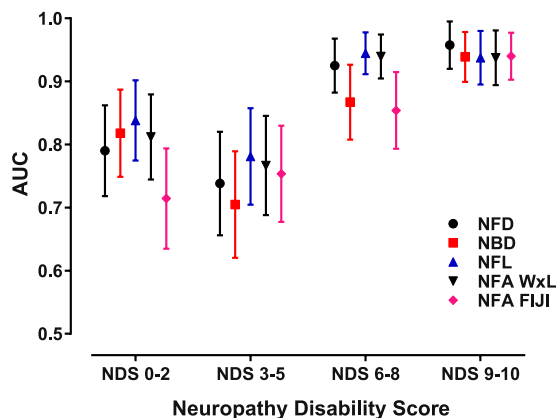 1.0
0.9
0.8
0.7
0.6
0.5
AUC
NFD
NBD
NFL
NFA WxL
NFA FIJI
NDS 0-2 NDS 3-5 NDS 6-8 NDS 9-10
Neuropathy Disability Score